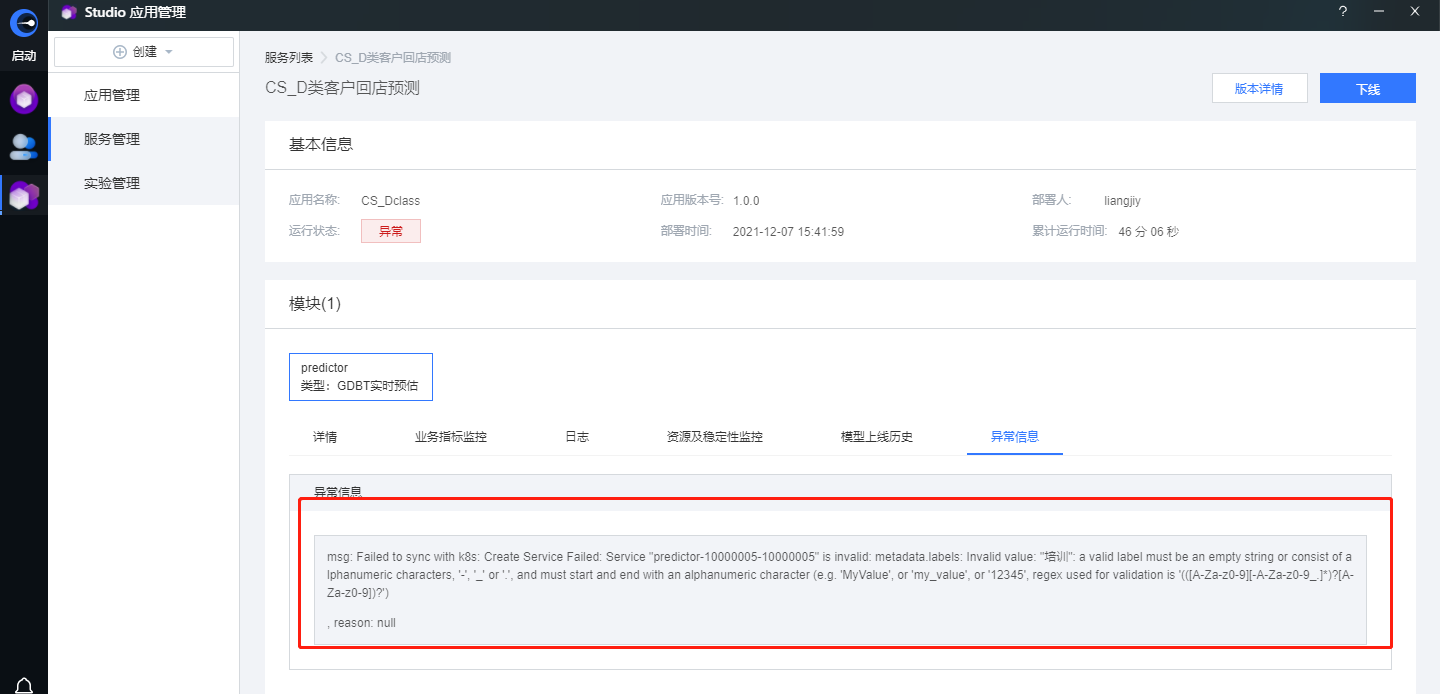 Studio 应用管理
?
启动
创建
应用管理
服务管理
实验管理
服务列表 > CS_D类客户回店预测
CS_D类客户回店预测
版本详情
下线
基本信息
应用名称: CS_Dclass
应用版本号: 1.0.0
部署人: liangjiy
运行状态: 异常
部署时间: 2021-12-07 15:41:59
累计运行时间: 46 分 06 秒
模块(1)
predictor
类型：GDBT实时预估
详情
业务指标监控
日志
资源及稳定性监控
模型上线历史
异常信息
异常信息
msg: Failed to sync with k8s: Create Service Failed: Service "predictor-10000005-10000005" is invalid: metadata.labels: Invalid value: "培训": a valid label must be an empty string or consist of a
lphanumeric characters, '-', '_' or '.', and must start and end with an alphanumeric character (e.g. 'MyValue', or 'my_value', or '12345', regex used for validation is '(([A-Za-z0-9][-A-Za-z0-9_.]*)?[A-
Za-z0-9])?')
, reason: null